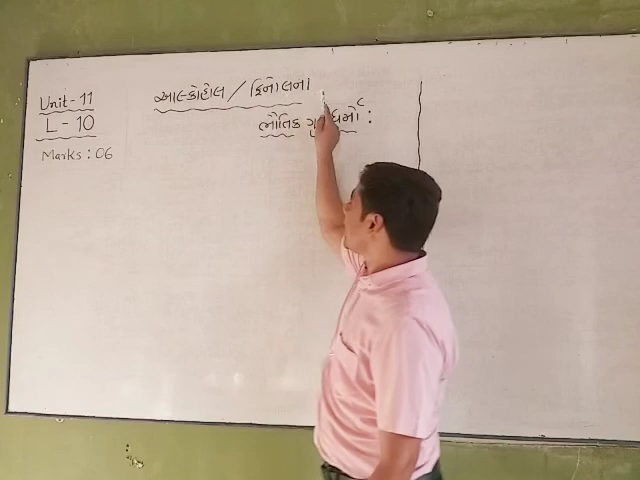 Unit - 11
L - 10
Marks : 06
આલ્કોહોલ / ફિનોલના
ભૌતિક ગુણધર્મો :